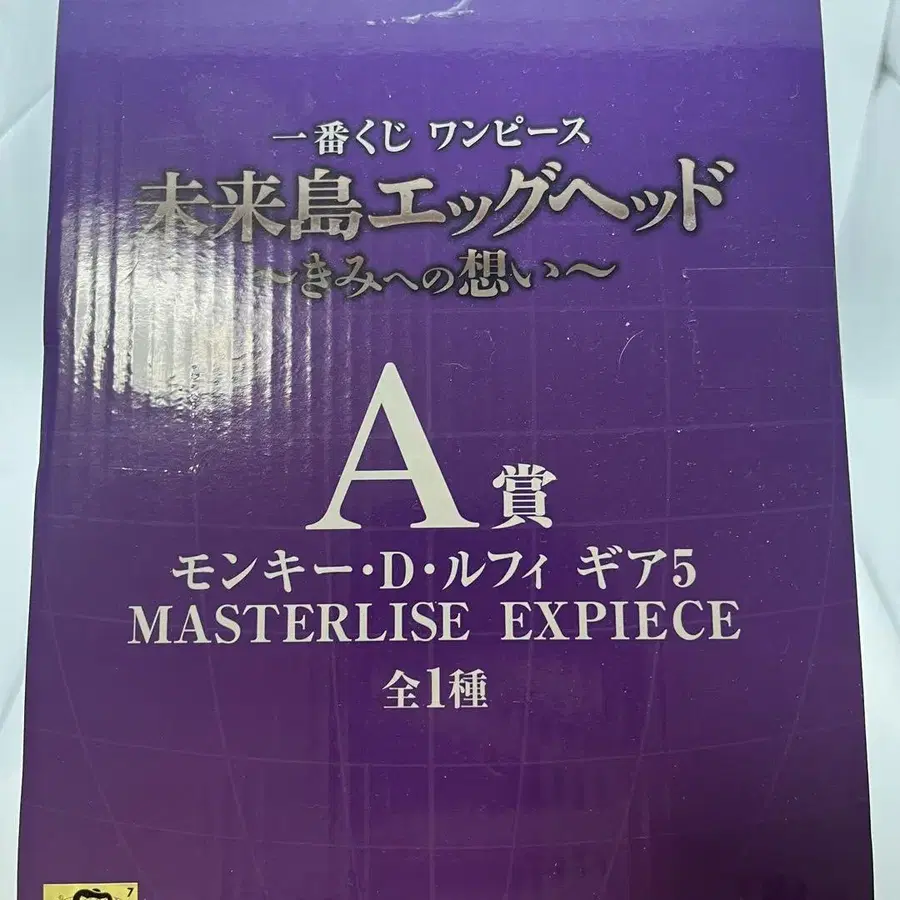 一番くじ ワンピース
未来島エッグヘッド
～きみへの想い～
A賞
モンキー・D・ルフィ ギア5
MASTERLISE EXPIECE
全1種
7